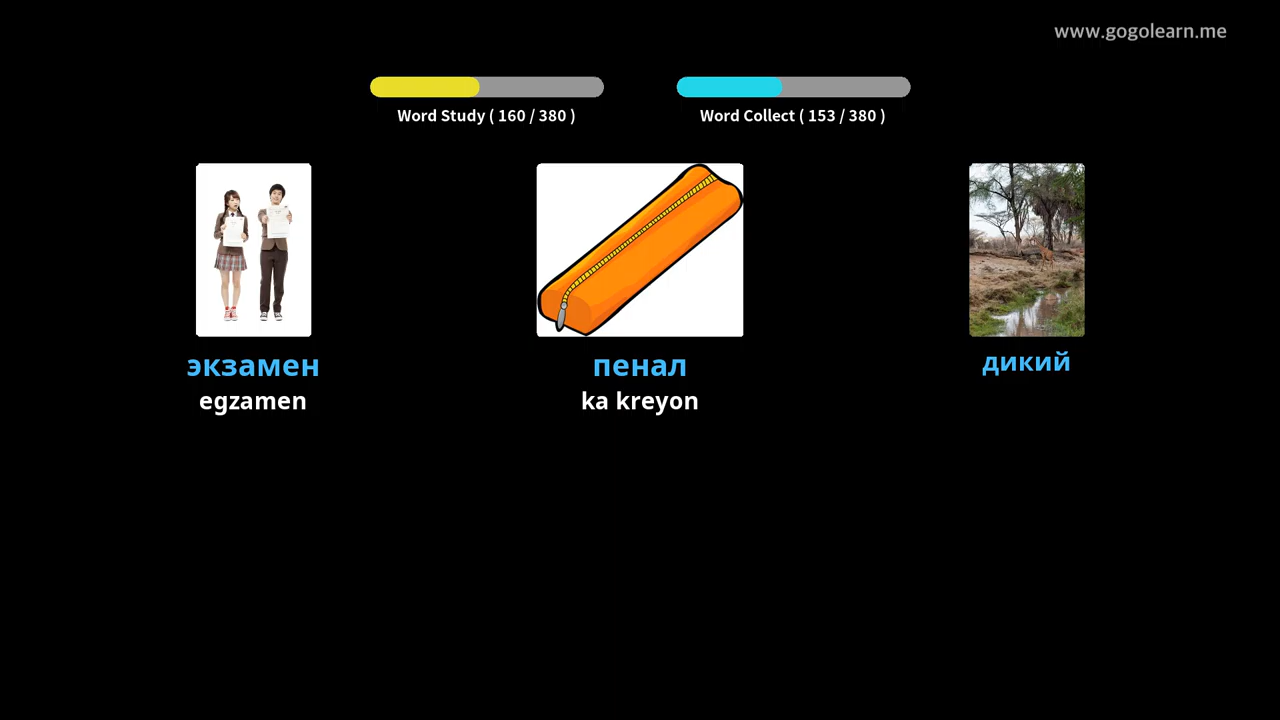 www.gogolearn.me
Word Study ( 160 / 380 )
Word Collect ( 153 / 380 )
экзамен
egzamen
пенал
ka kreyon
дикий